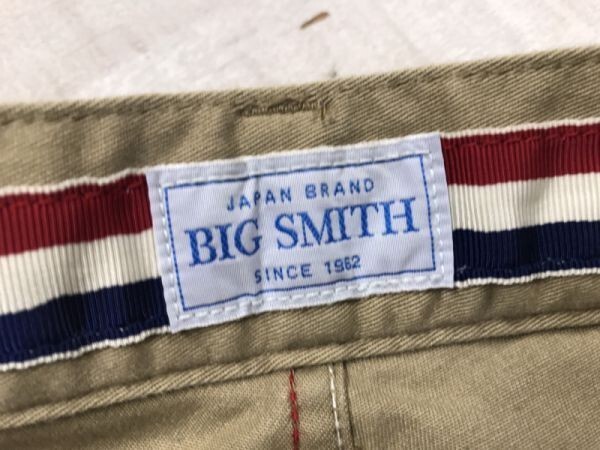 JAPAN BRAND
BIG SMITH
SINCE 1962